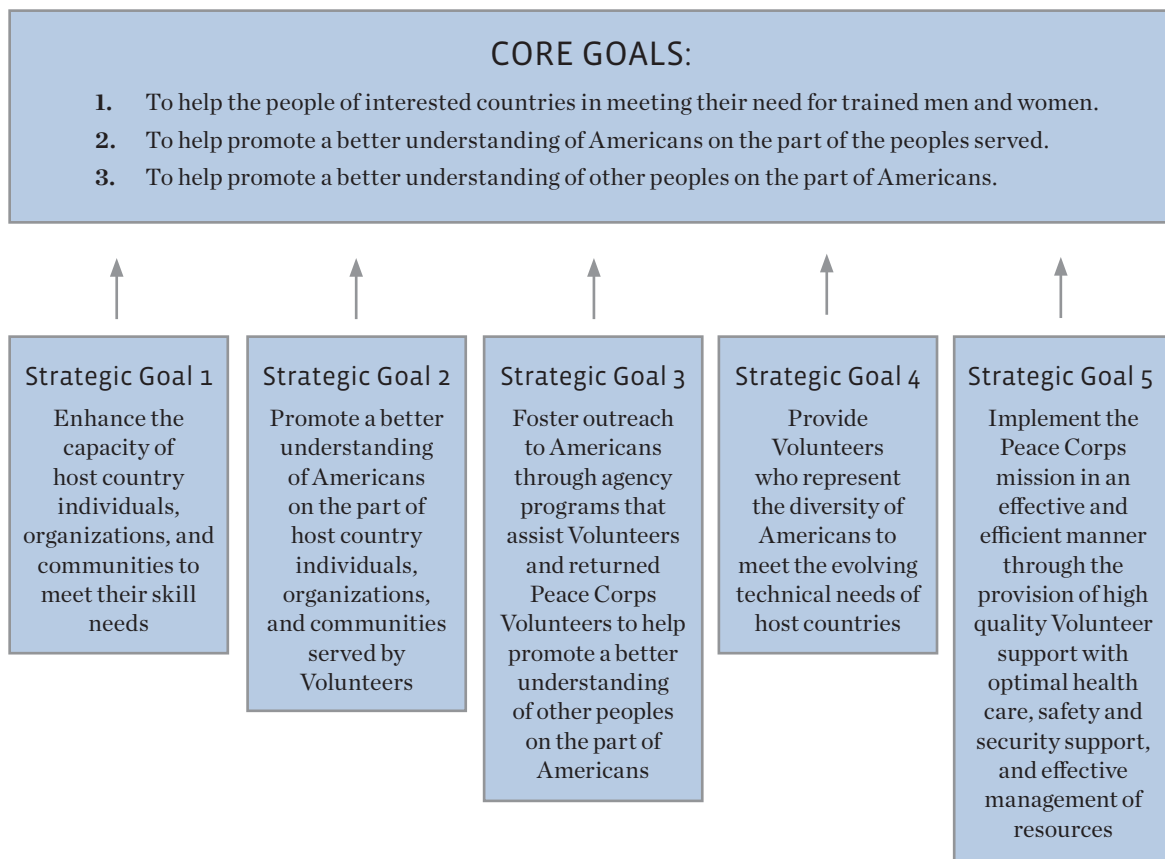 CORE GOALS:
1. To help the people of interested countries in meeting their need for trained men and women.
2. To help promote a better understanding of Americans on the part of the peoples served.
3. To help promote a better understanding of other peoples on the part of Americans.
Strategic Goal 1
Enhance the
capacity of
host country
individuals,
organizations, and
communities to
meet their skill
needs
Strategic Goal 2
Promote a better
understanding
of Americans
on the part of
host country
individuals,
organizations,
and communities
served by
Volunteers
Strategic Goal 3
Foster outreach
to Americans
through agency
programs that
assist Volunteers
and returned
Peace Corps
Volunteers to help
promote a better
understanding
of other peoples
on the part of
Americans
Strategic Goal 4
Provide
Volunteers
who represent
the diversity of
Americans to
meet the evolving
technical needs of
host countries
Strategic Goal 5
Implement the
Peace Corps
mission in an
effective and
efficient manner
through the
provision of high
quality Volunteer
support with
optimal health
care, safety and
security support,
and effective
management of
resources